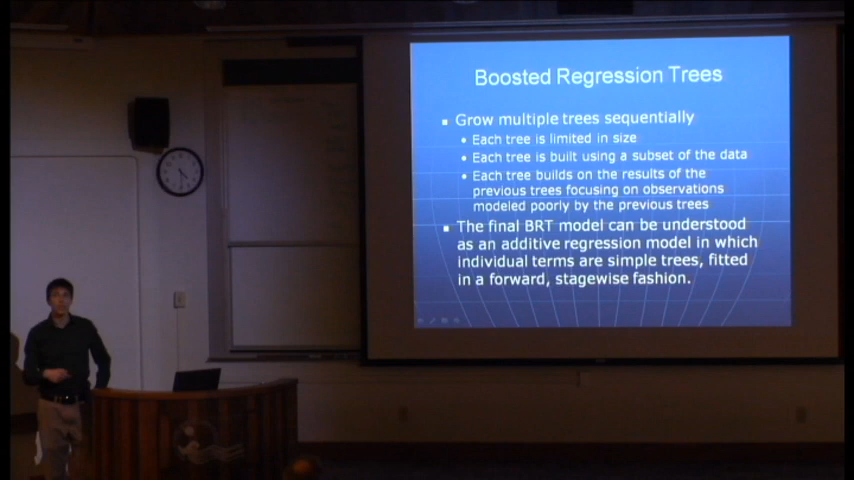 Boosted Regression Trees
Grow multiple trees sequentially
Each tree is limited in size
Each tree is built using a subset of the data
Each tree builds on the results of the
previous trees focusing on observations
modeled poorly by the previous trees
The final BRT model can be understood
as an additive regression model in which
individual terms are simple trees, fitted
in a forward, stagewise fashion.